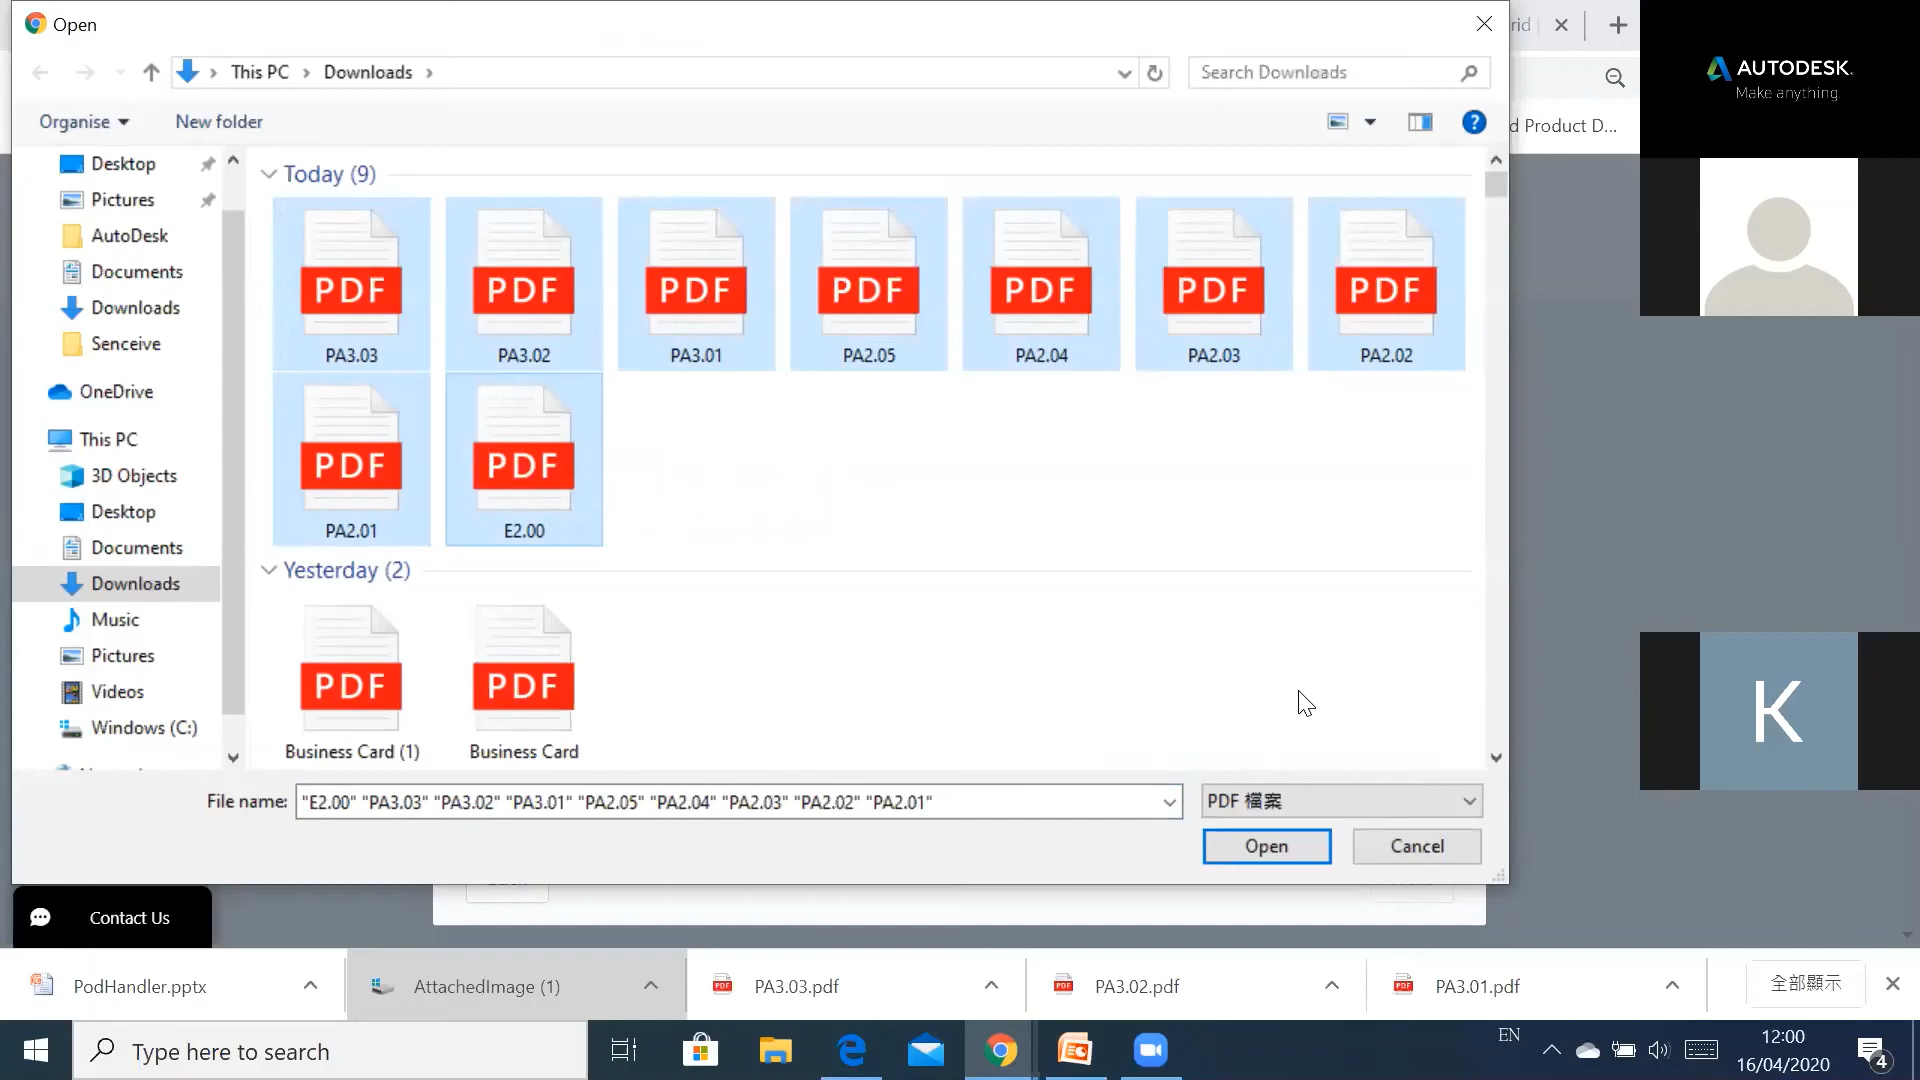 Open
rid
This PC
Downloads
Search Downloads
AUTODESK.
Make anything.
Organise
New folder
?
d Product D...
Desktop
Pictures
AutoDesk
Documents
Downloads
Senceive
OneDrive
This PC
3D Objects
Desktop
Documents
Downloads
Music
Pictures
Videos
Windows (C:)
Today (9)
PDF PDF PDF PDF PDF PDF PDF
PA3.03 PA3.02 PA3.01 PA2.05 PA2.04 PA2.03 PA2.02
PDF PDF
PA2.01 E2.00
Yesterday (2)
PDF PDF
Business Card (1) Business Card
K
File name: "E2.00" "PA3.03" "PA3.02" "PA3.01" "PA2.05" "PA2.04" "PA2.03" "PA2.02" "PA2.01"
PDF 檔案
Open Cancel
Contact Us
PodHandler.pptx AttachedImage (1) PA3.03.pdf PA3.02.pdf PA3.01.pdf 全部顯示
Type here to search
EN
12:00
16/04/2020
4